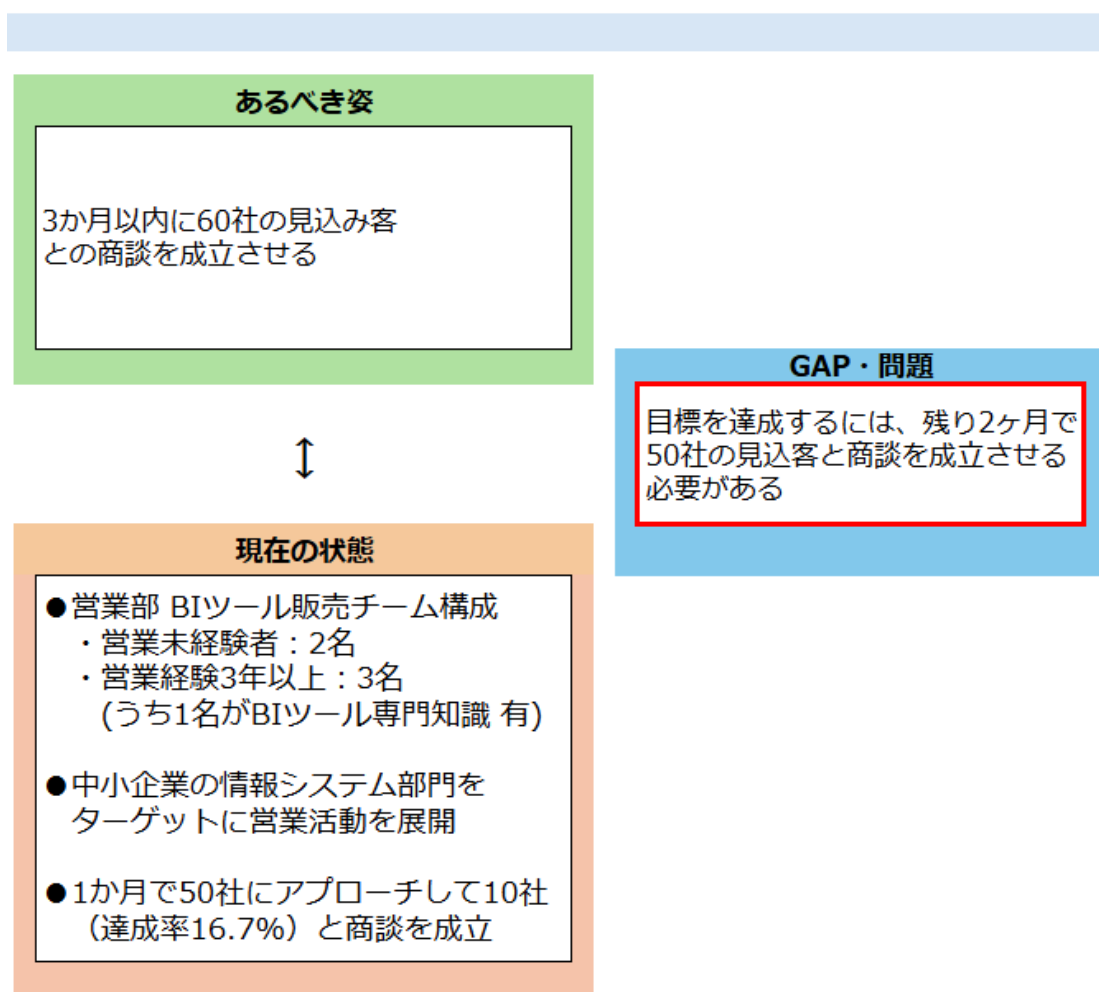 あるべき姿
3か月以内に60社の見込み客
との商談を成立させる
↕
GAP・問題
目標を達成するには、残り2ヶ月で
50社の見込客と商談を成立させる
必要がある
現在の状態
●営業部 BIツール販売チーム構成
・営業未経験者：2名
・営業経験3年以上：3名
(うち1名がBIツール専門知識 有)
●中小企業の情報システム部門を
ターゲットに営業活動を展開
●1か月で50社にアプローチして10社
（達成率16.7%）と商談を成立